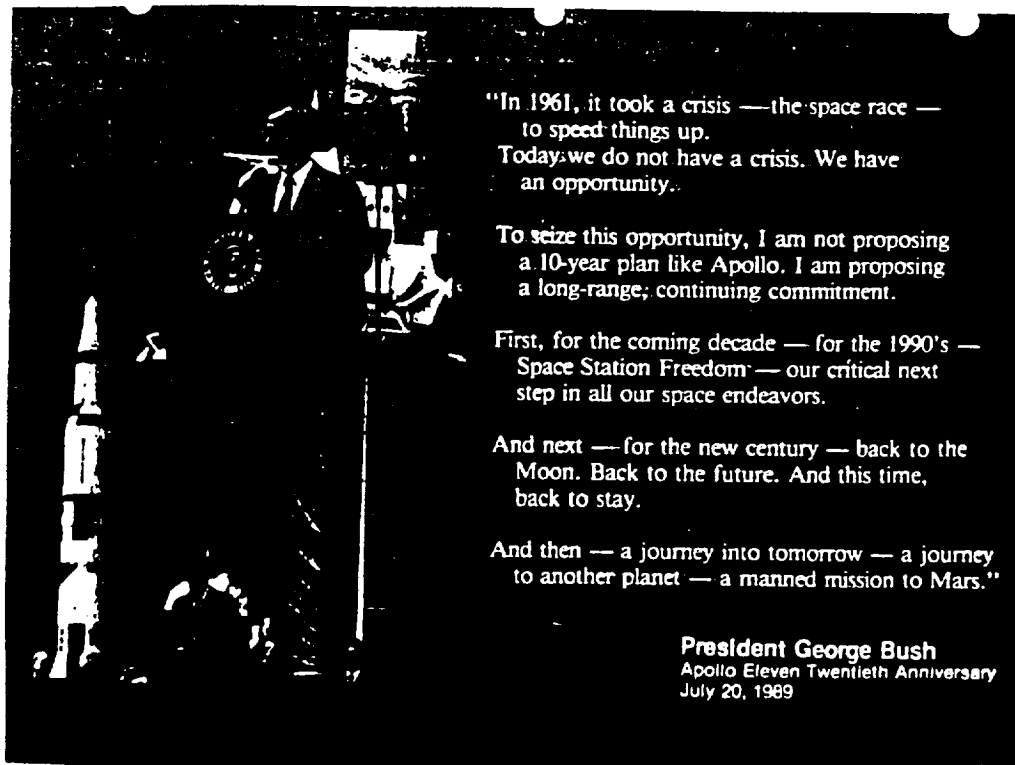 “In 1961, it took a crisis — the space race —
to speed things up.
Today we do not have a crisis. We have
an opportunity.
To seize this opportunity, I am not proposing
a 10-year plan like Apollo. I am proposing
a long-range, continuing commitment.
First, for the coming decade — for the 1990's —
Space Station Freedom — our critical next
step in all our space endeavors.
And next — for the new century — back to the
Moon. Back to the future. And this time,
back to stay.
And then — a journey into tomorrow — a journey
to another planet — a manned mission to Mars.”
President George Bush
Apollo Eleven Twentieth Anniversary
July 20, 1989